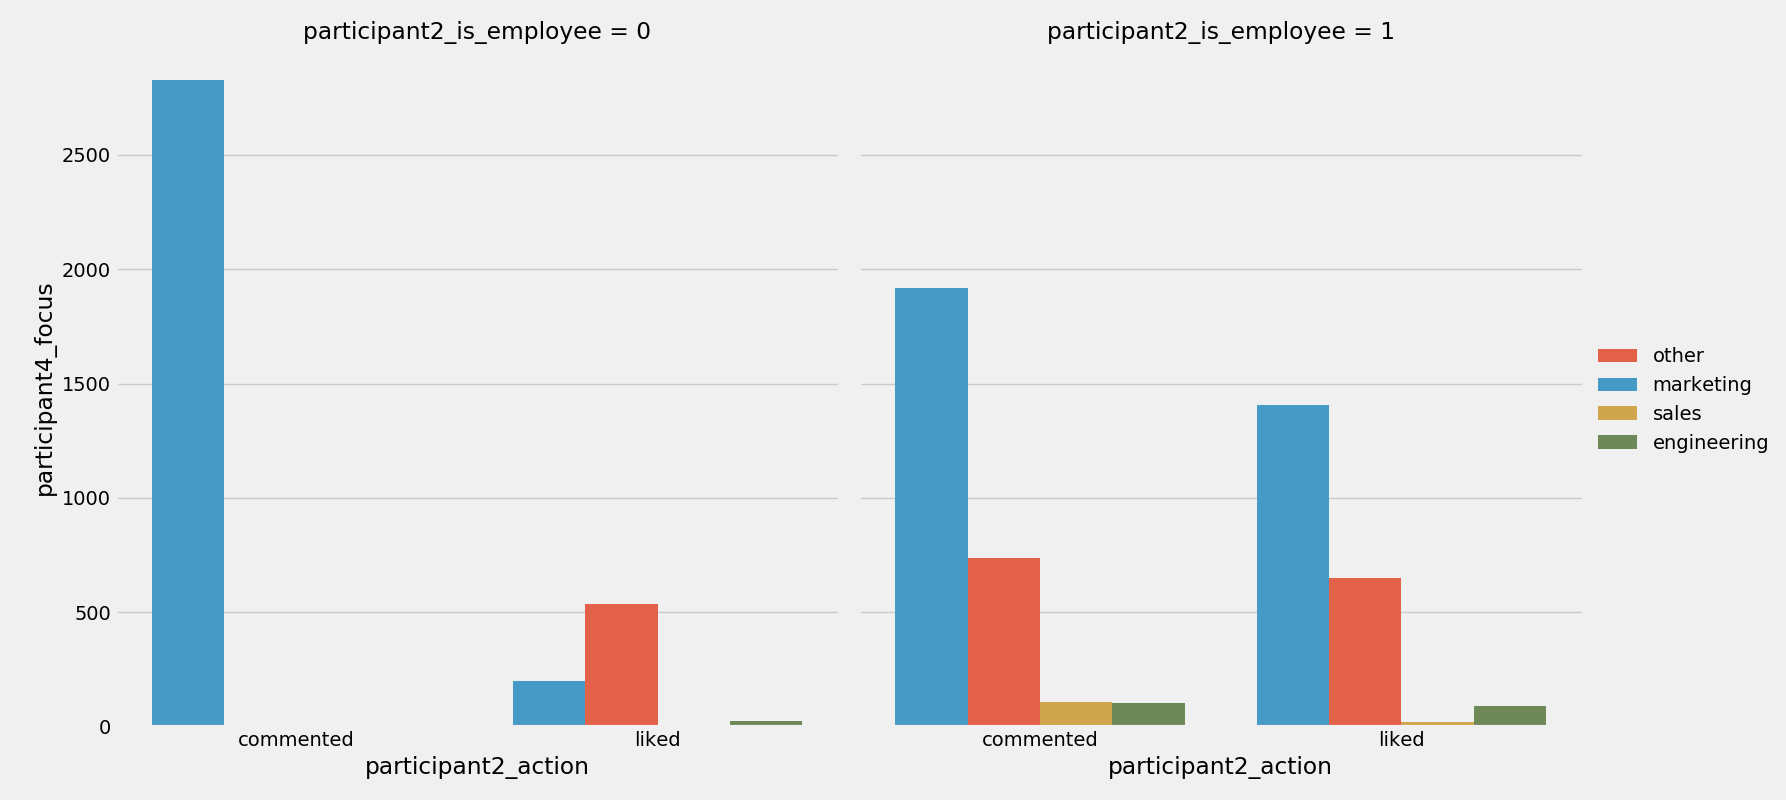 participant2_is_employee = 0
participant2_is_employee = 1
participant4_focus
2500
2000
1500
1000
500
0
commented
liked
commented
liked
participant2_action
participant2_action
other
marketing
sales
engineering